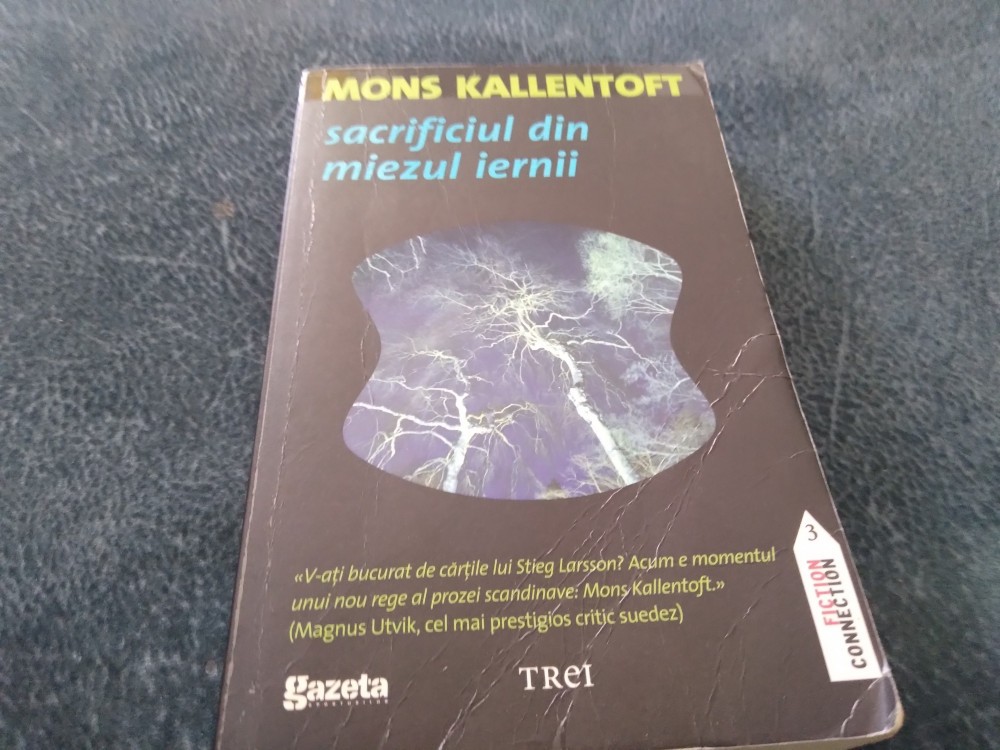 MONS KALLENTOFT
sacrificiul din
miezul iernii
«V-ați bucurat de cărțile lui Stieg Larsson? Acum e momentul
unui nou rege al prozei scandinave: Mons Kallentoft.»
(Magnus Utvik, cel mai prestigios critic suedez)
3
FICTION
CONNECTION
gazeta
SPORTURILOR
TREI